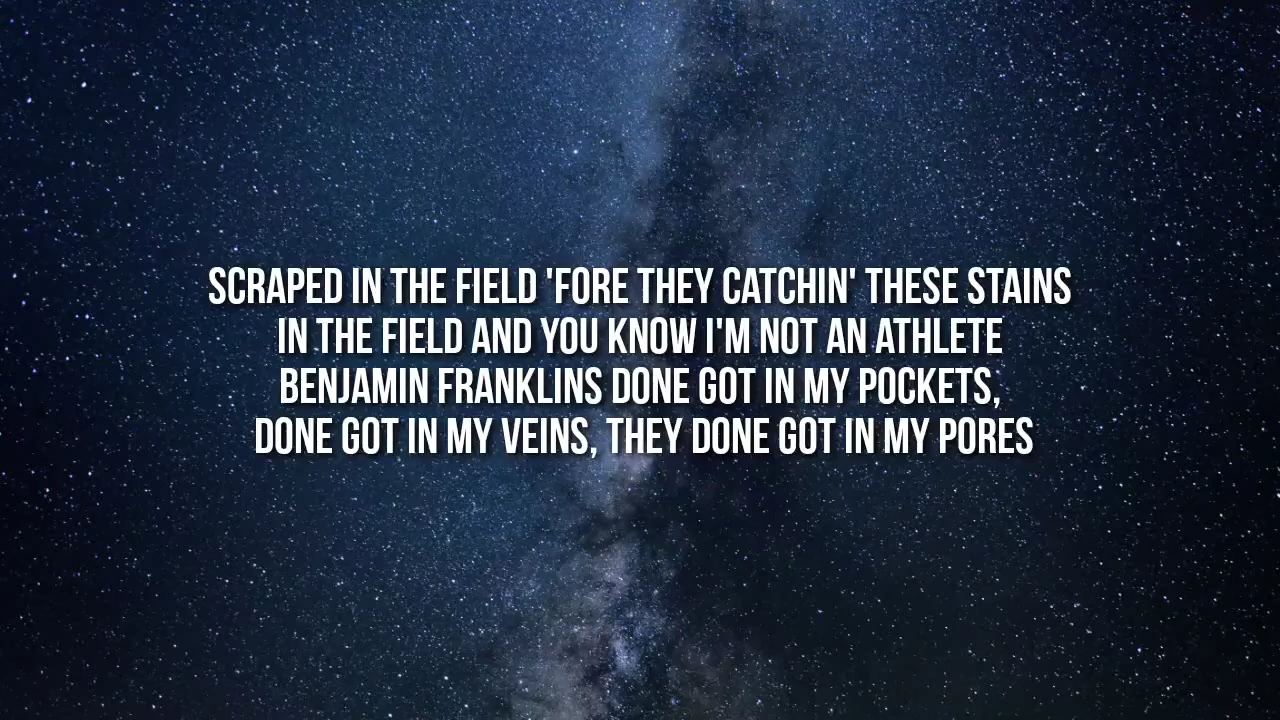 SCRAPED IN THE FIELD 'FORE THEY CATCHIN' THESE STAINS
IN THE FIELD AND YOU KNOW I'M NOT AN ATHLETE
BENJAMIN FRANKLINS DONE GOT IN MY POCKETS,
DONE GOT IN MY VEINS, THEY DONE GOT IN MY PORES